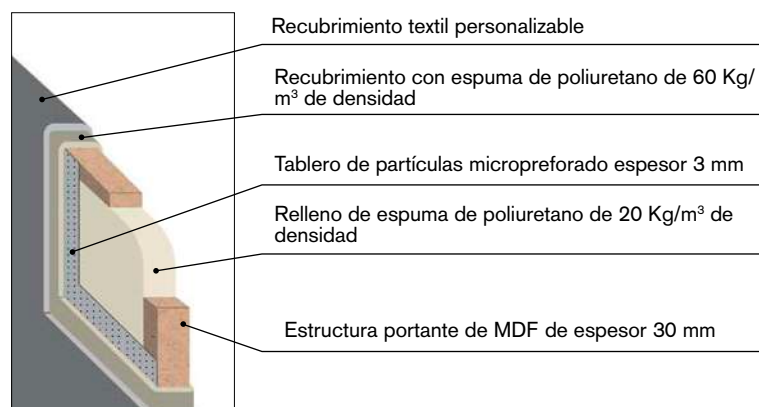 Recubrimiento textil personalizable
Recubrimiento con espuma de poliuretano de 60 Kg/
m³ de densidad
Tablero de partículas micropreforado espesor 3 mm
Relleno de espuma de poliuretano de 20 Kg/m³ de
densidad
Estructura portante de MDF de espesor 30 mm